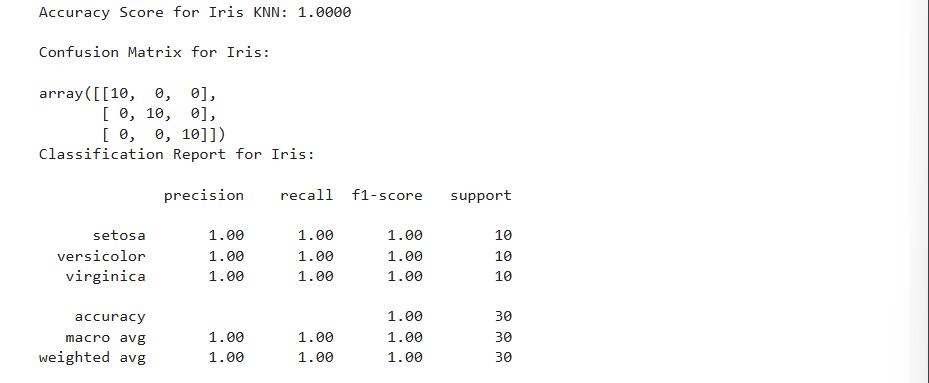 Accuracy Score for Iris KNN: 1.0000
Confusion Matrix for Iris:
array([[10,  0,  0],
       [ 0, 10,  0],
       [ 0,  0, 10]])
Classification Report for Iris:
              precision    recall  f1-score   support
      setosa       1.00      1.00      1.00        10
  versicolor       1.00      1.00      1.00        10
   virginica       1.00      1.00      1.00        10
    accuracy                           1.00        30
   macro avg       1.00      1.00      1.00        30
weighted avg       1.00      1.00      1.00        30